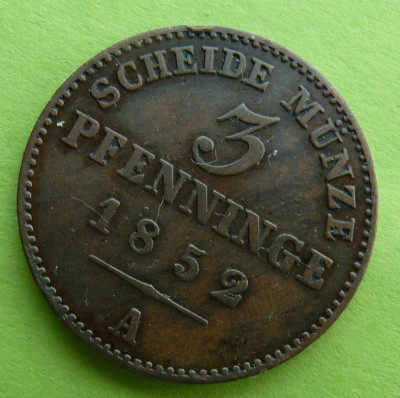 SCHEIDE MÜNZE
3
PFENNINGE
1852
A